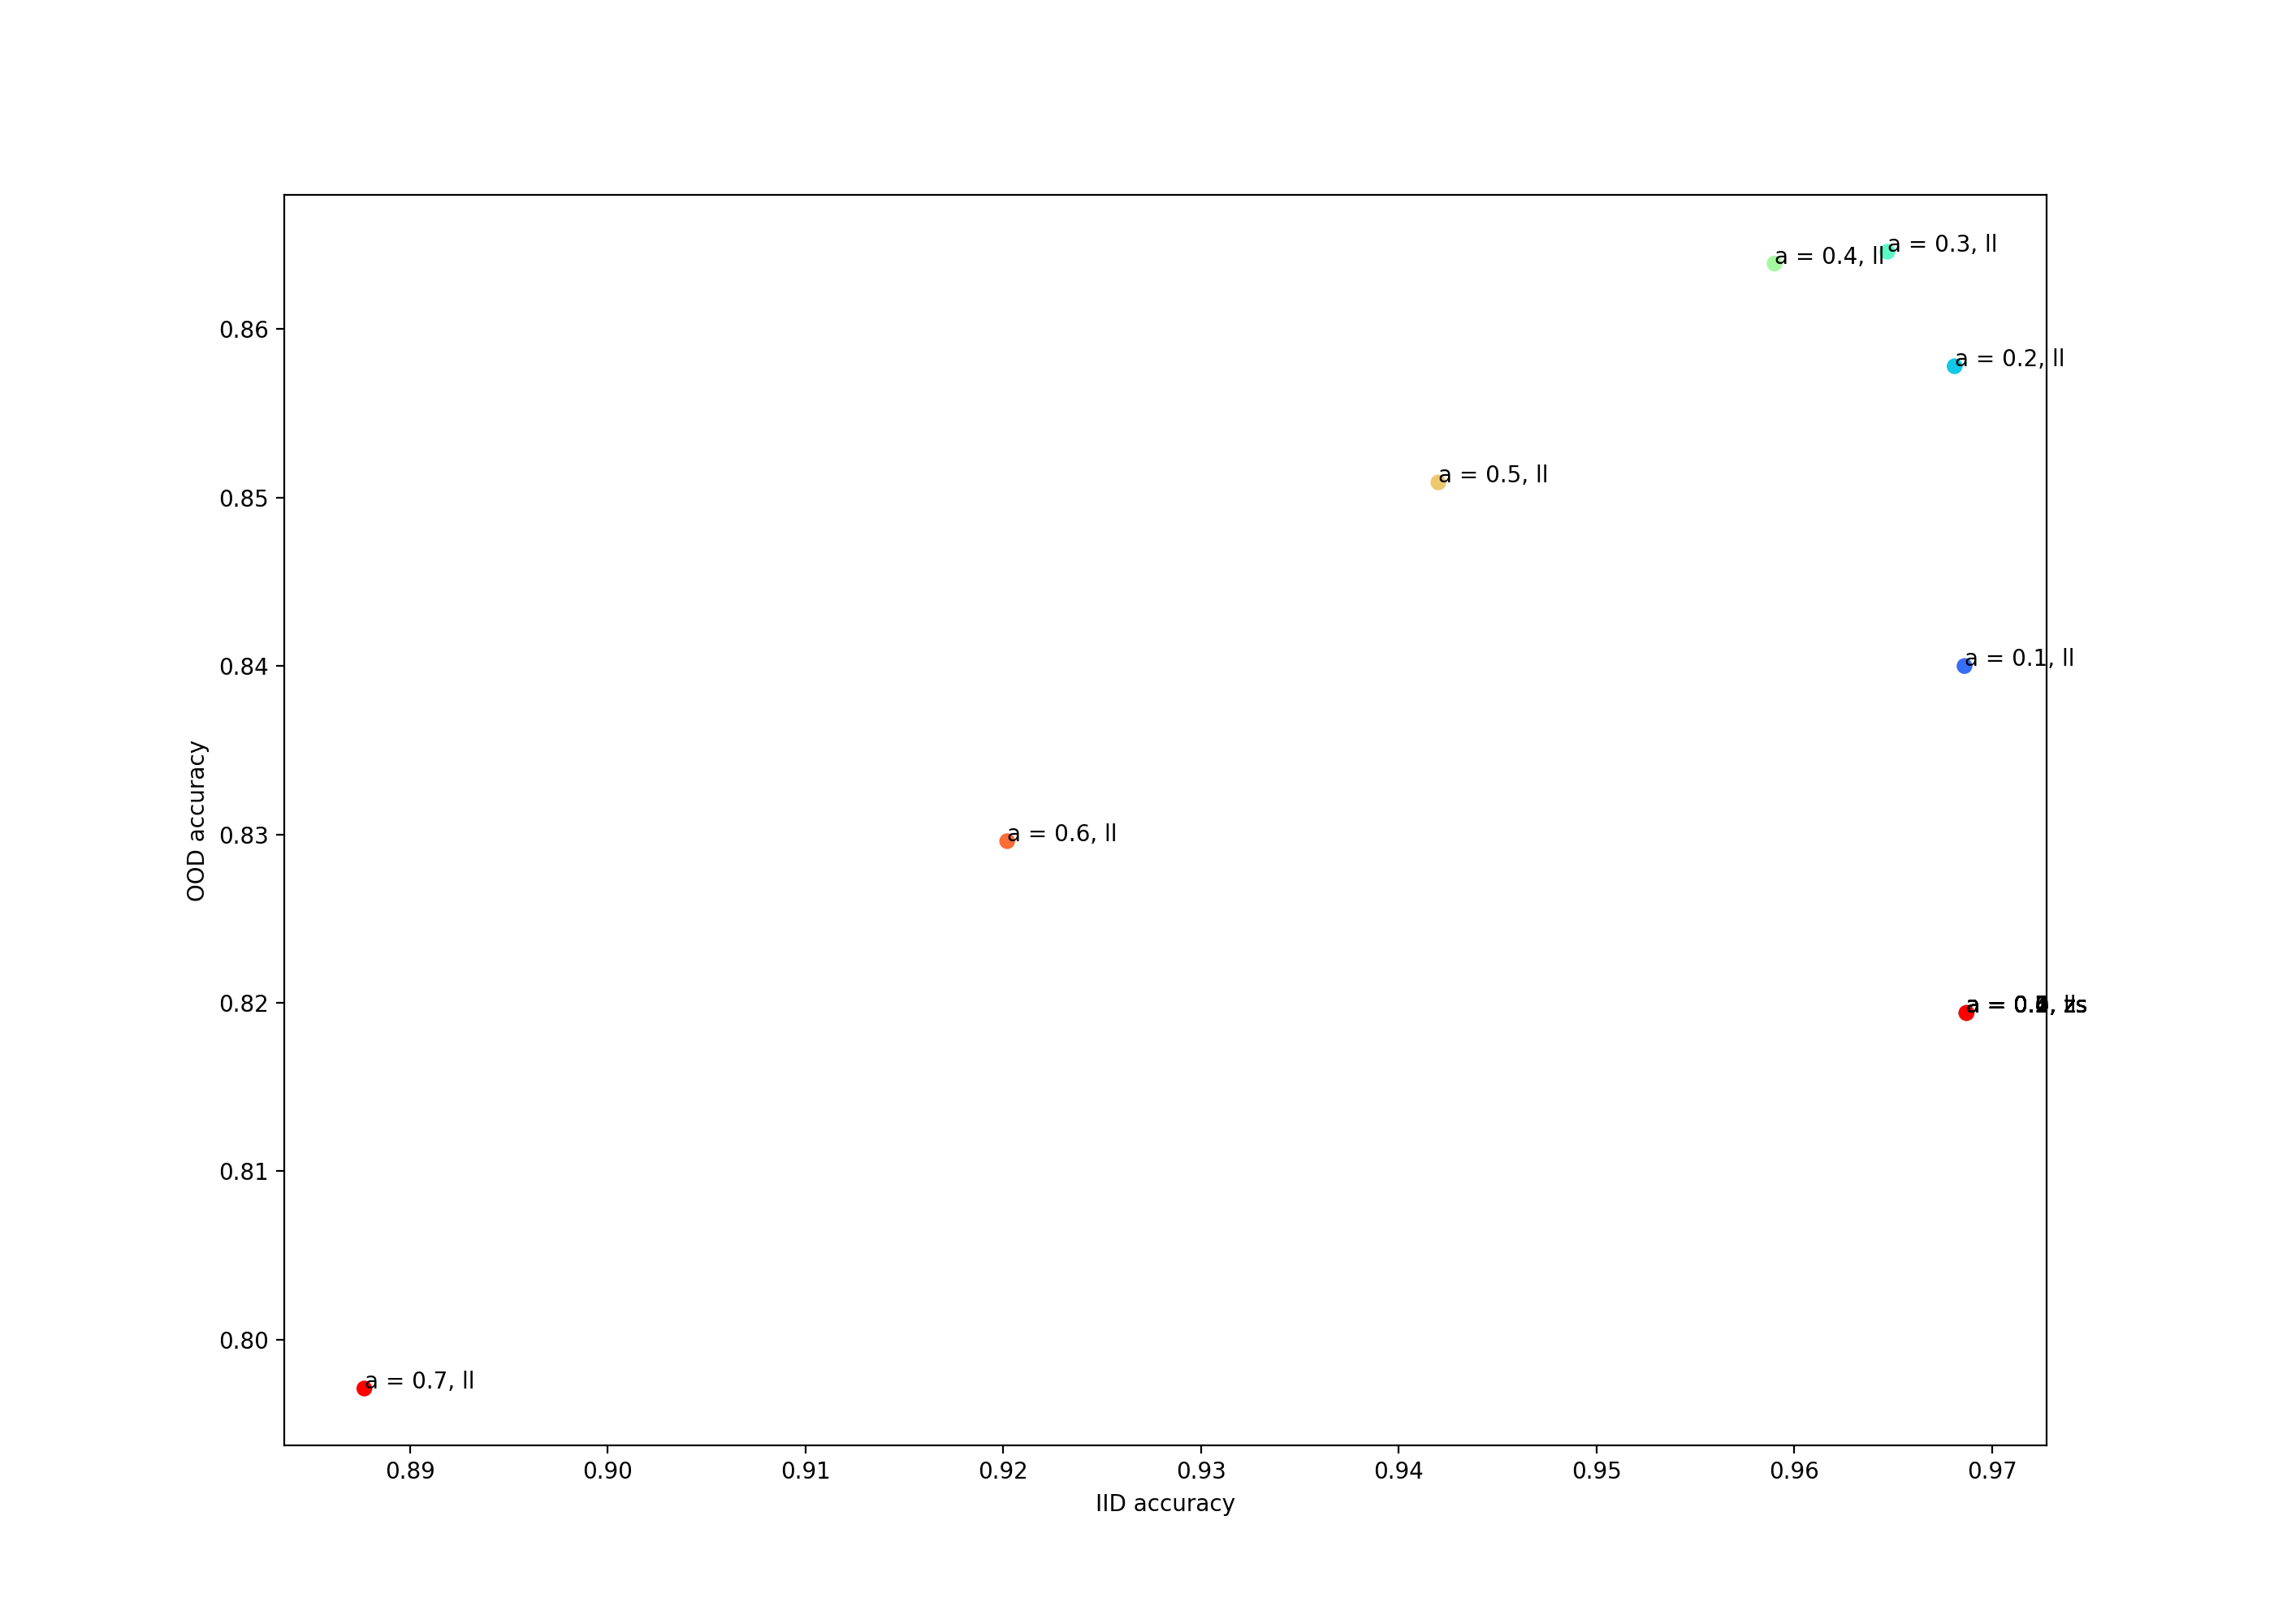 a = 0.3, ll
a = 0.4, ll
0.86
a = 0.2, ll
0.85
a = 0.5, ll
0.84
a = 0.1, ll
0.83
a = 0.6, ll
0.82
a =
0.81
0.80
a = 0.7, ll
OOD accuracy
0.89 0.90 0.91 0.92 0.93 0.94 0.95 0.96 0.97
IID accuracy